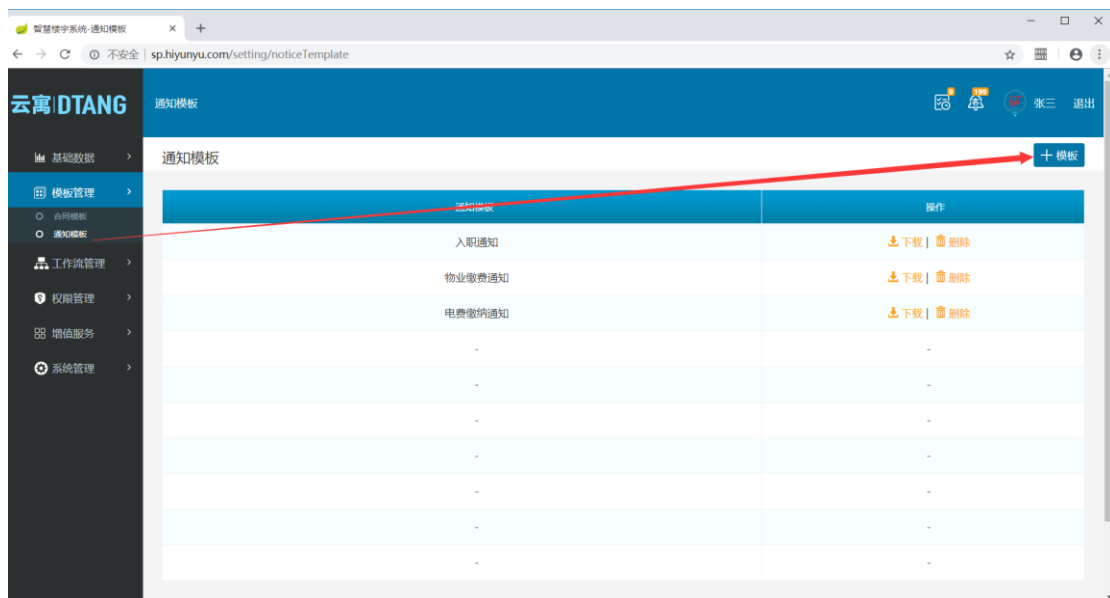 智慧楼宇系统-通知模板
不安全 sp.hiyunyu.com/setting/noticeTemplate
云寓 DTANG
通知模板
9
199
张三 退出
基础数据
通知模板
模板
模板管理
合同模板
通知模板
工作流管理
权限管理
增值服务
系统管理
通知模板 操作
入职通知 下载 | 删除
物业缴费通知 下载 | 删除
电费缴纳通知 下载 | 删除
- -
- -
- -
- -
- -
- -
- -